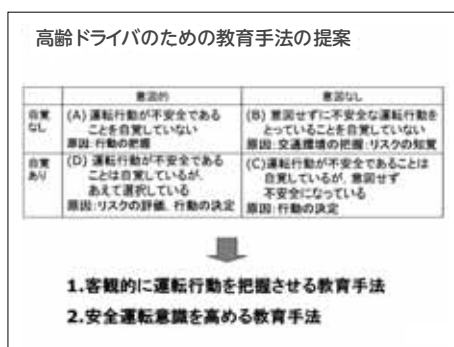 高齢ドライバのための教育手法の提案
意図的
意図なし
自覚
なし
(A) 運転行動が不安全である
ことを自覚していない
原因:行動の把握
(B) 意図せずに不安全な運転行動を
とっていることを自覚していない
原因:交通環境の把握・リスクの知覚
自覚
あり
(D) 運転行動が不安全である
ことは自覚しているが、
あえて選択している
原因:リスクの評価、行動の決定
(C)運転行動が不安全であることは
自覚しているが、意図せず
不安全になっている
原因:行動の決定
1.客観的に運転行動を把握させる教育手法
2.安全運転意識を高める教育手法